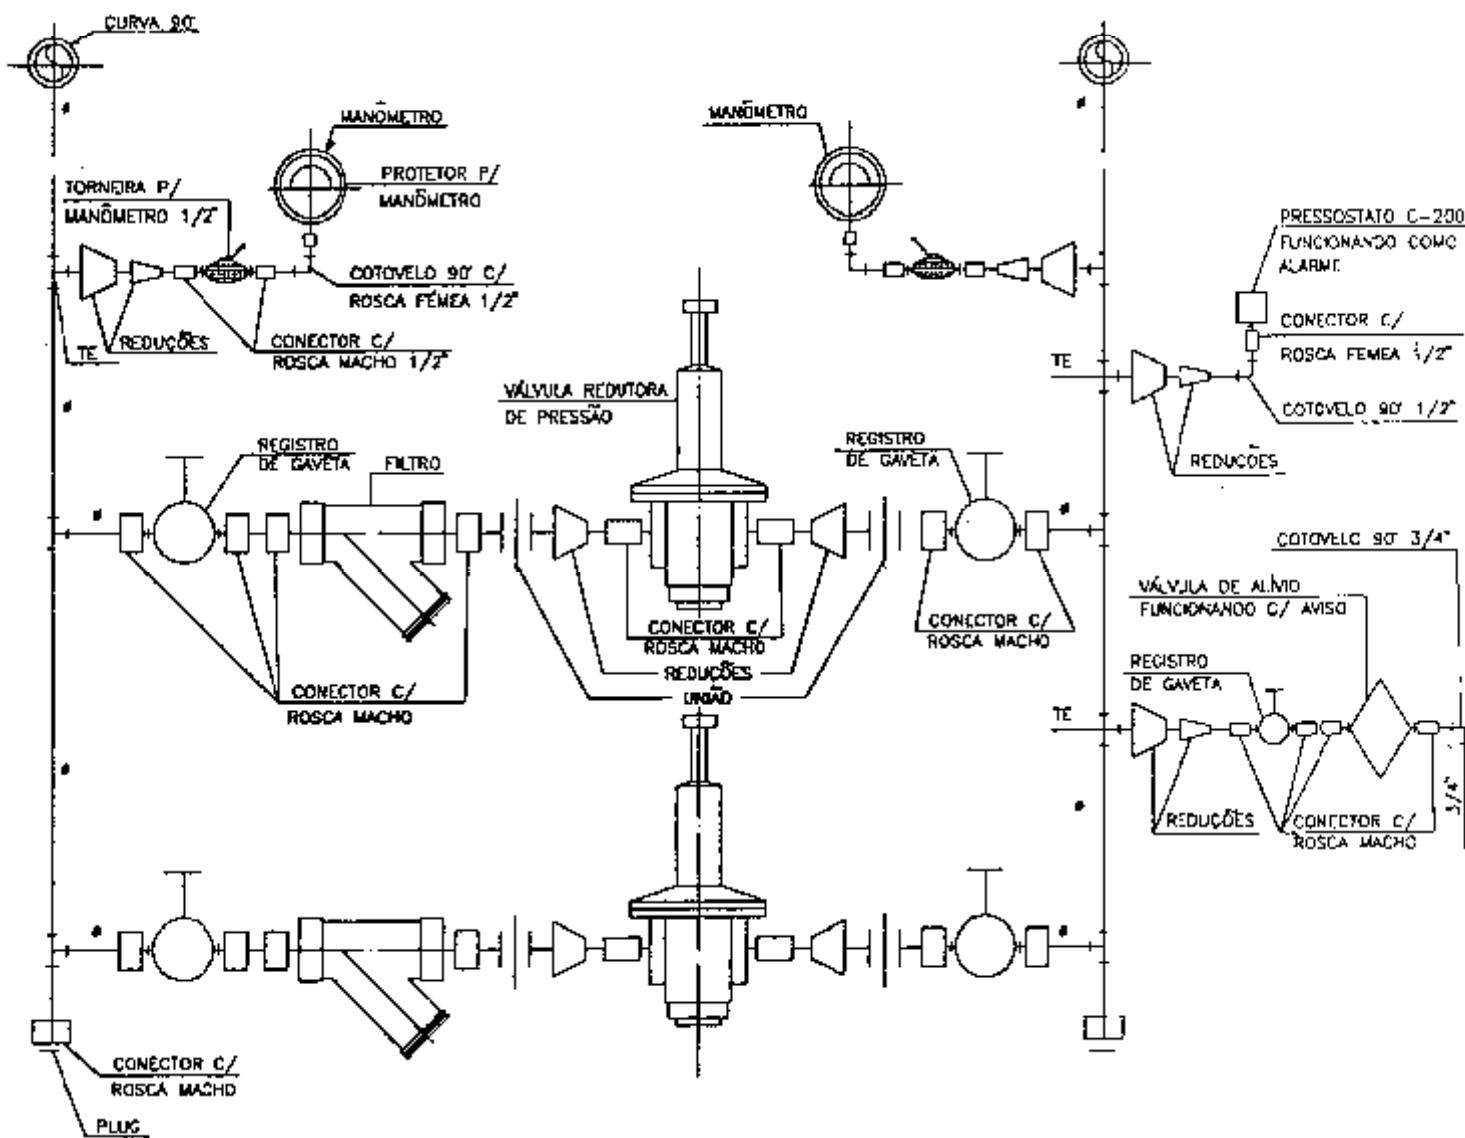 CURVA 90°
MANÔMETRO
MANÔMETRO
TORNEIRA P/
MANÔMETRO 1/2"
PROTETOR P/
MANÔMETRO
PRESSOSTATO C-200
FUNCIONANDO COMO
ALARME
COTOVELO 90° C/
ROSCA FÊMEA 1/2"
TE
REDUÇÕES
CONECTOR C/
ROSCA MACHO 1/2"
CONECTOR C/
ROSCA FEMEA 1/2"
TE
COTOVELO 90° 1/2"
REDUÇÕES
VÁLVULA REDUTORA
DE PRESSÃO
REGISTRO
DE GAVETA
FILTRO
REGISTRO
DE GAVETA
COTOVELO 90° 3/4"
VÁLVULA DE ALÍVIO
FUNCIONANDO C/ AVISO
CONECTOR C/
ROSCA MACHO
CONECTOR C/
ROSCA MACHO
REDUÇÕES
UNIÃO
CONECTOR C/
ROSCA MACHO
REGISTRO
DE GAVETA
TE
3/4"
REDUÇÕES
CONECTOR C/
ROSCA MACHO
CONECTOR C/
ROSCA MACHO
PLUG